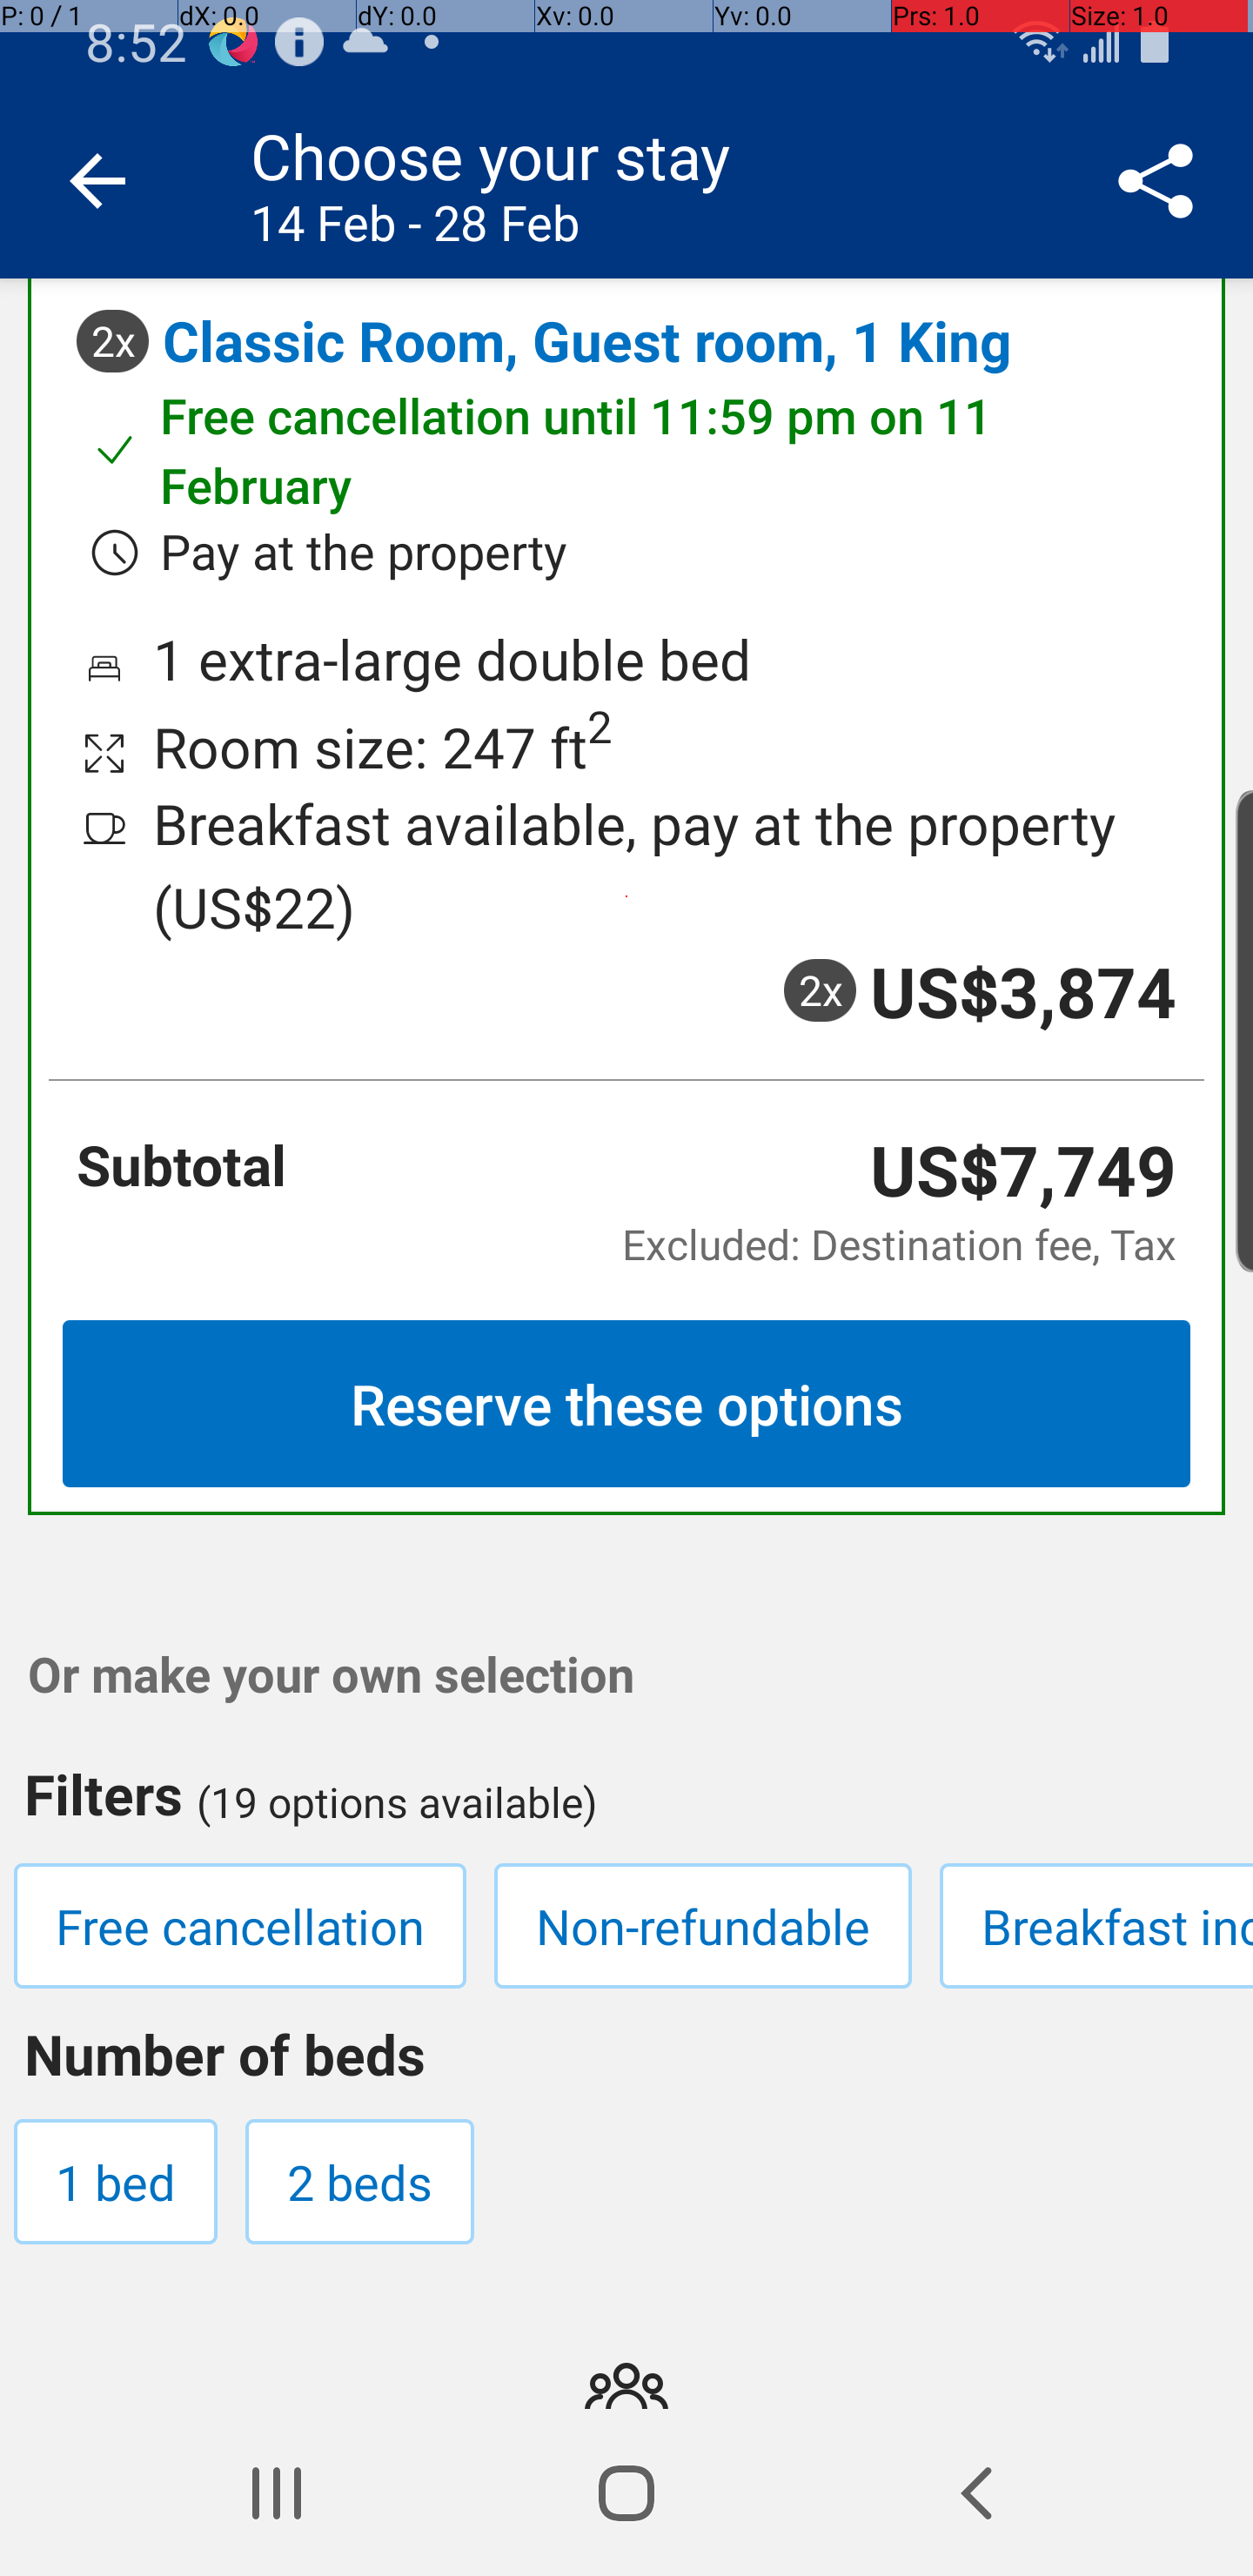 P: 0 / 1 dX: 0.0 dY: 0.0 Xv: 0.0 Yv: 0.0 Prs: 1.0 Size: 1.0
8:52
Choose your stay
14 Feb - 28 Feb
2x Classic Room, Guest room, 1 King
Free cancellation until 11:59 pm on 11
February
Pay at the property
1 extra-large double bed
Room size: 247 ft²
Breakfast available, pay at the property
(US$22)
2x US$3,874
Subtotal US$7,749
Excluded: Destination fee, Tax
Reserve these options
Or make your own selection
Filters (19 options available)
Free cancellation Non-refundable Breakfast inc
Number of beds
1 bed 2 beds